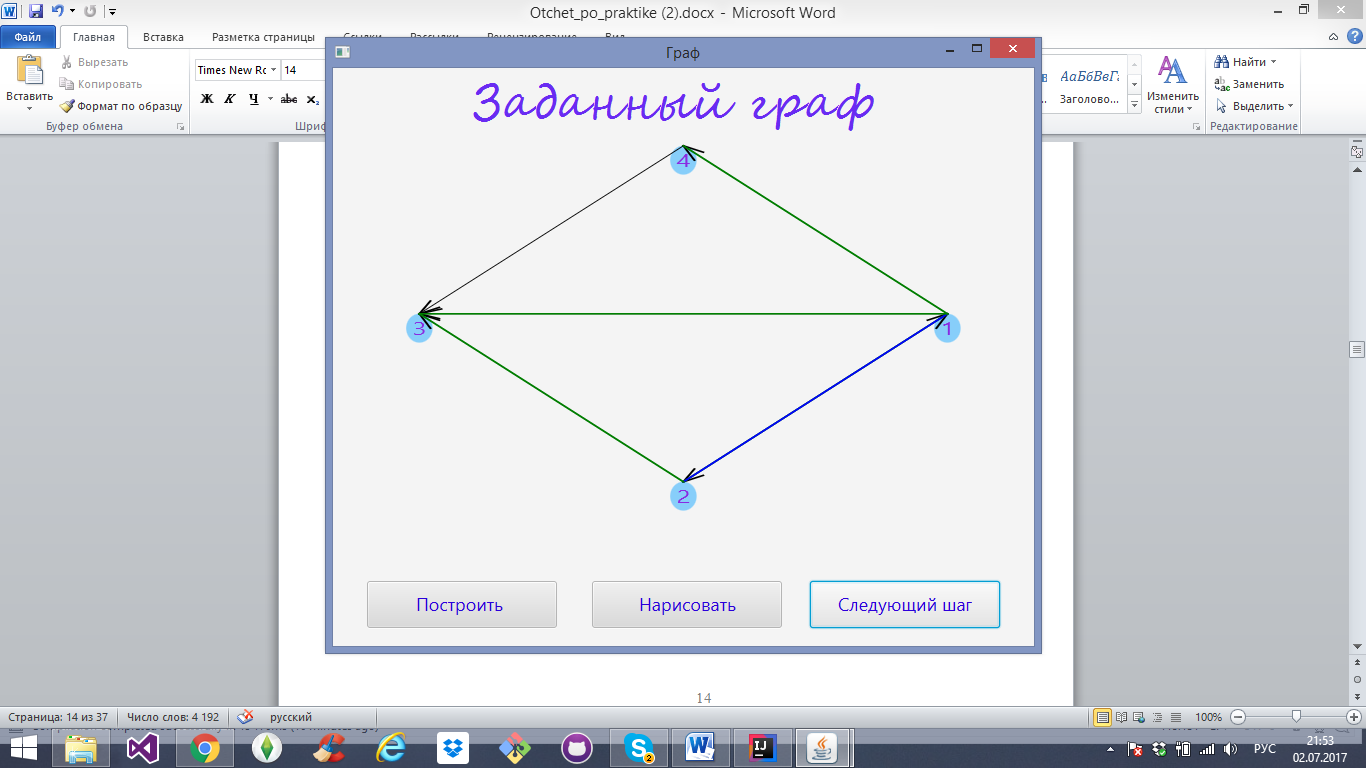 Otchet_po_praktike (2).docx - Microsoft Word
Файл Главная Вставка Разметка страницы
Вставить
Вырезать
Копировать
Формат по образцу
Буфер обмена
Times New Rc 14
Ж К Ч abc x₂
АаБбВвГ:
Заголово...
Изменить
стили
Найти
Заменить
Выделить
Редактирование
Граф
Заданный граф
4
3
1
2
Построить Нарисовать Следующий шаг
14
Страница: 14 из 37 Число слов: 4 192 русский 100%
РУС
21:53
02.07.2017